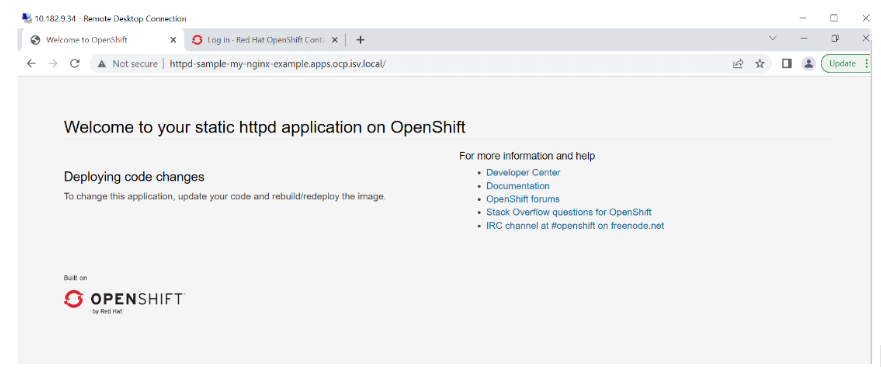 10.182.9.34 - Remote Desktop Connection
Welcome to OpenShift
Log in - Red Hat OpenShift Conta
Not secure
httpd-sample-my-nginx-example.apps.ocp.isv.local/
Update
Welcome to your static httpd application on OpenShift
Deploying code changes
To change this application, update your code and rebuild/redeploy the image.
For more information and help
Developer Center
Documentation
OpenShift forums
Stack Overflow questions for OpenShift
IRC channel at #openshift on freenode.net
Built on
OPENSHIFT
by Red Hat